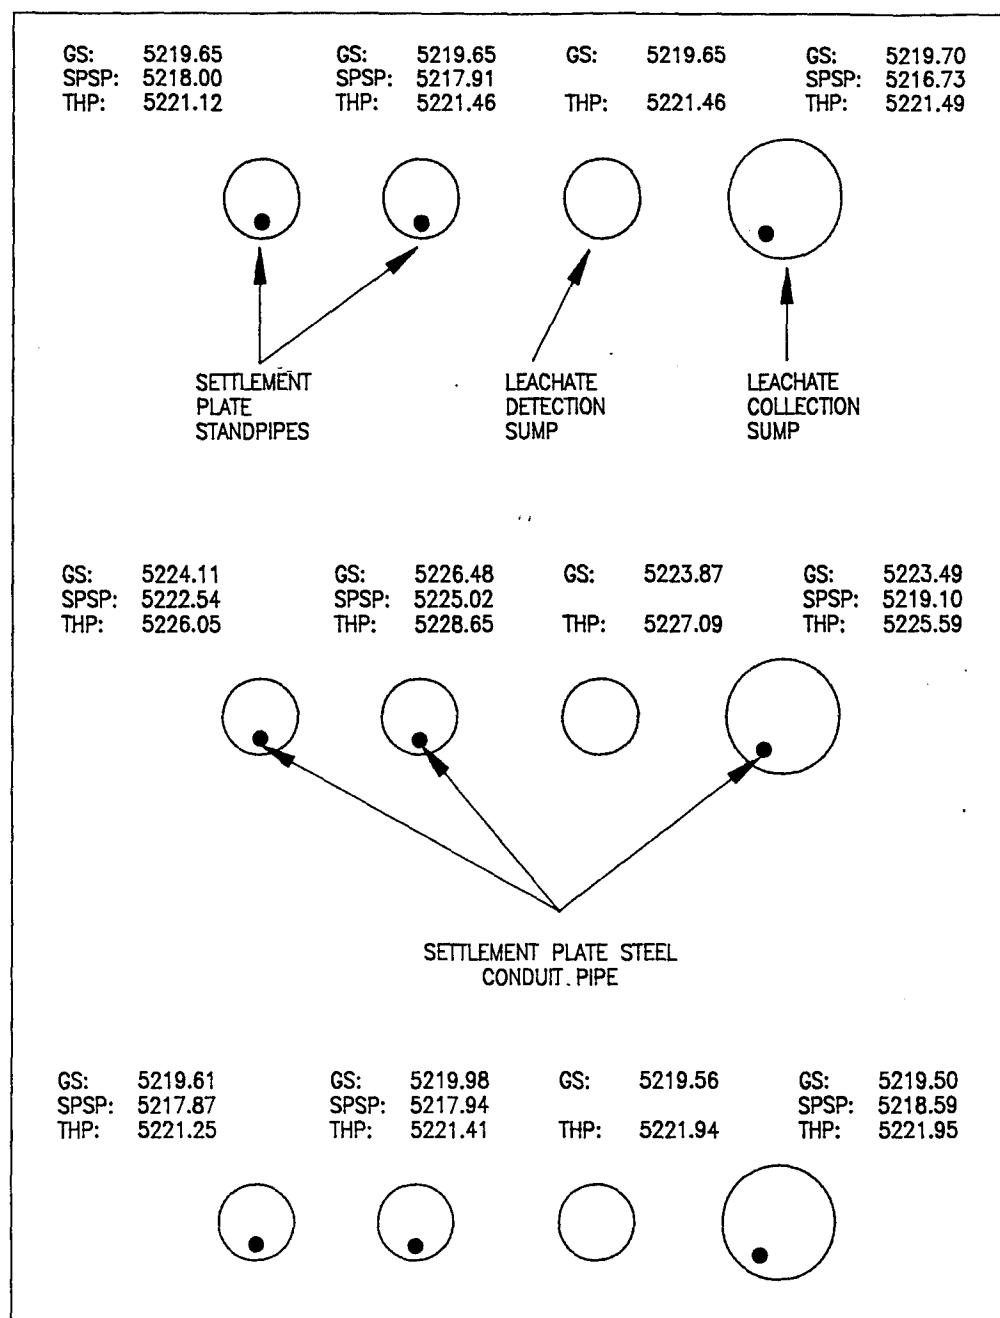 GS: 5219.65 GS: 5219.65 GS: 5219.65 GS: 5219.70
SPSP: 5218.00 SPSP: 5217.91 SPSP: 5216.73
THP: 5221.12 THP: 5221.46 THP: 5221.46 THP: 5221.49
SETTLEMENT
PLATE
STANDPIPES
LEACHATE
DETECTION
SUMP
LEACHATE
COLLECTION
SUMP
GS: 5224.11 GS: 5226.48 GS: 5223.87 GS: 5223.49
SPSP: 5222.54 SPSP: 5225.02 SPSP: 5219.10
THP: 5226.05 THP: 5228.65 THP: 5227.09 THP: 5225.59
SETTLEMENT PLATE STEEL
CONDUIT PIPE
GS: 5219.61 GS: 5219.98 GS: 5219.56 GS: 5219.50
SPSP: 5217.87 SPSP: 5217.94 SPSP: 5218.59
THP: 5221.25 THP: 5221.41 THP: 5221.94 THP: 5221.95